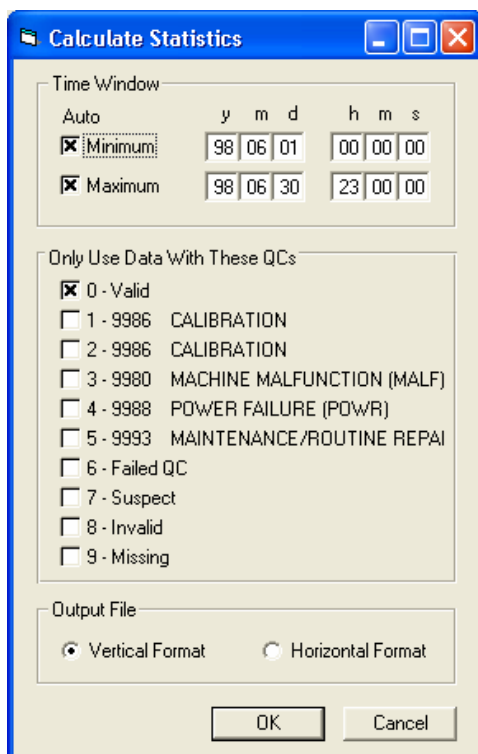 Calculate Statistics
Time Window
Auto y m d h m s
Minimum 98 06 01 00 00 00
Maximum 98 06 30 23 00 00
Only Use Data With These QCs
0 - Valid
1 - 9986 CALIBRATION
2 - 9986 CALIBRATION
3 - 9980 MACHINE MALFUNCTION (MALF)
4 - 9988 POWER FAILURE (POWR)
5 - 9993 MAINTENANCE/ROUTINE REPAI
6 - Failed QC
7 - Suspect
8 - Invalid
9 - Missing
Output File
Vertical Format Horizontal Format
OK Cancel